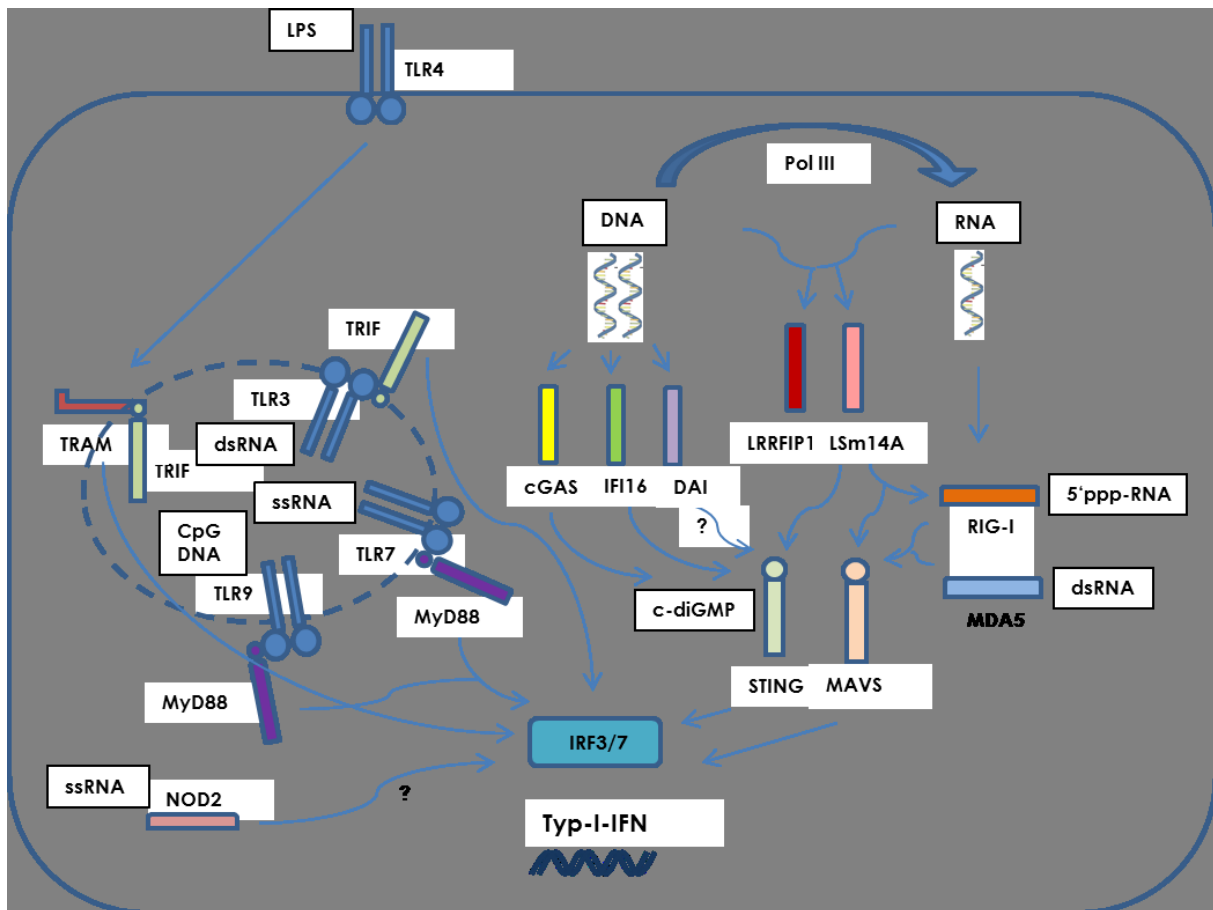 LPS
TLR4
Pol III
DNA
RNA
TRIF
TLR3
TRAM
dsRNA
TRIF
LRRFIP1
LSm14A
ssRNA
cGAS
IFI16
DAI
5'ppp-RNA
CpG
DNA
?
RIG-I
TLR7
TLR9
c-diGMP
dsRNA
MyD88
MDA5
MyD88
STING
MAVS
IRF3/7
ssRNA
NOD2
?
Typ-I-IFN